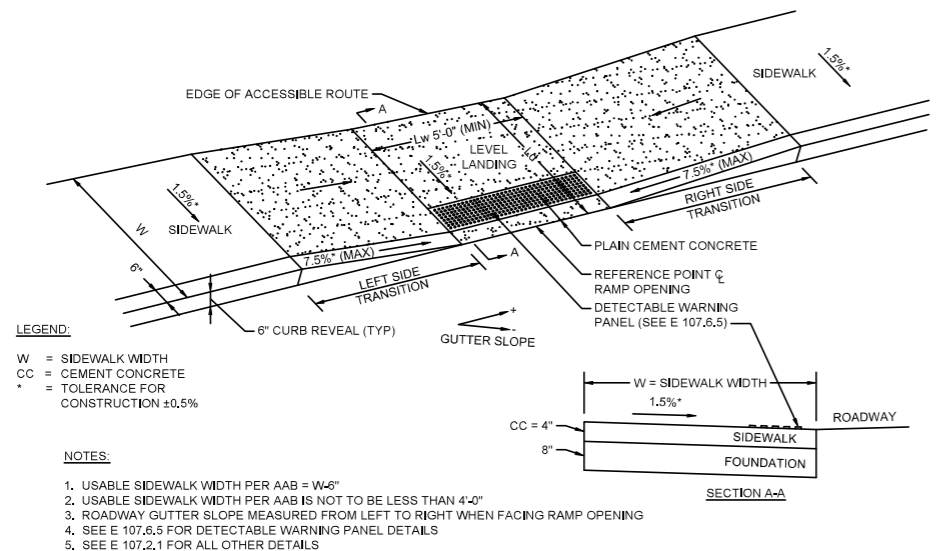 EDGE OF ACCESSIBLE ROUTE
A
Lw 5'-0" (MIN)
Ld
1.5%*
LEVEL
LANDING
1.5%*
SIDEWALK
7.5%* (MAX)
RIGHT SIDE
TRANSITION
1.5%*
SIDEWALK
W
6"
7.5%* (MAX)
LEFT SIDE
TRANSITION
A
PLAIN CEMENT CONCRETE
REFERENCE POINT ℄
RAMP OPENING
DETECTABLE WARNING
PANEL (SEE E 107.6.5)
6" CURB REVEAL (TYP)
+
-
GUTTER SLOPE
LEGEND:
W = SIDEWALK WIDTH
CC = CEMENT CONCRETE
* = TOLERANCE FOR
CONSTRUCTION ±0.5%
W = SIDEWALK WIDTH
1.5%*
ROADWAY
CC = 4"
SIDEWALK
8"
FOUNDATION
SECTION A-A
NOTES:
1. USABLE SIDEWALK WIDTH PER AAB = W-6"
2. USABLE SIDEWALK WIDTH PER AAB IS NOT TO BE LESS THAN 4'-0"
3. ROADWAY GUTTER SLOPE MEASURED FROM LEFT TO RIGHT WHEN FACING RAMP OPENING
4. SEE E 107.6.5 FOR DETECTABLE WARNING PANEL DETAILS
5. SEE E 107.2.1 FOR ALL OTHER DETAILS